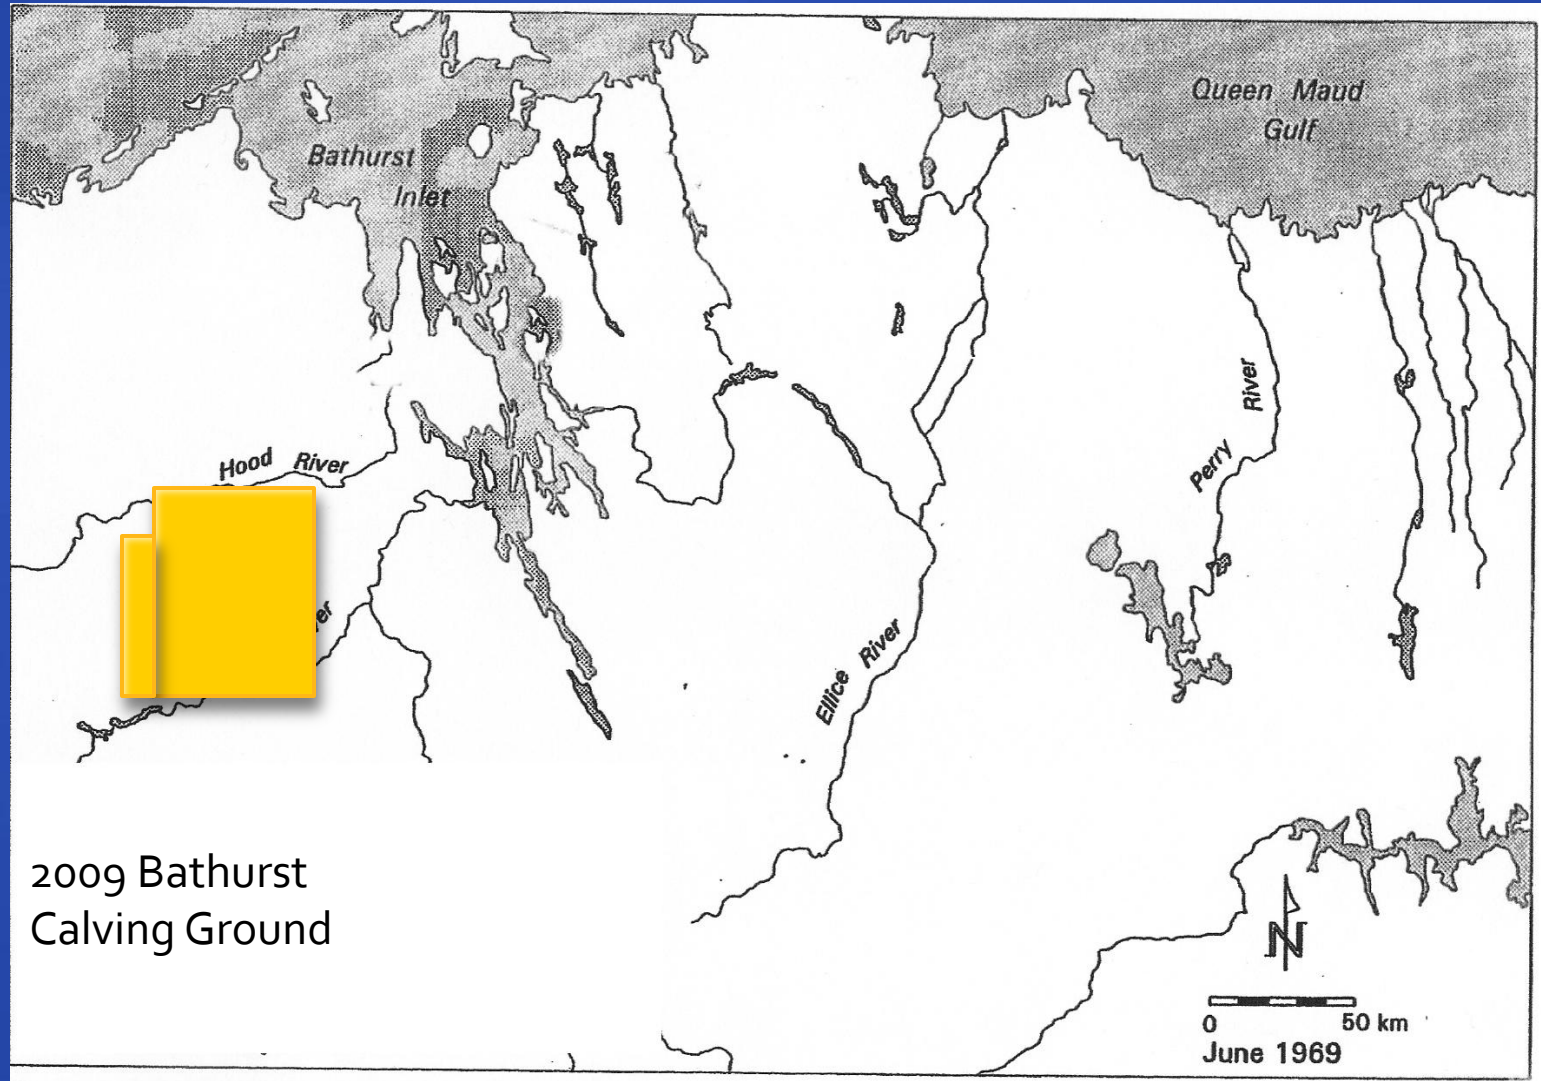 Queen Maud
Gulf
Bathurst
Inlet
Hood River
River
Perry
Ellice River
2009 Bathurst
Calving Ground
N
0 50 km
June 1969